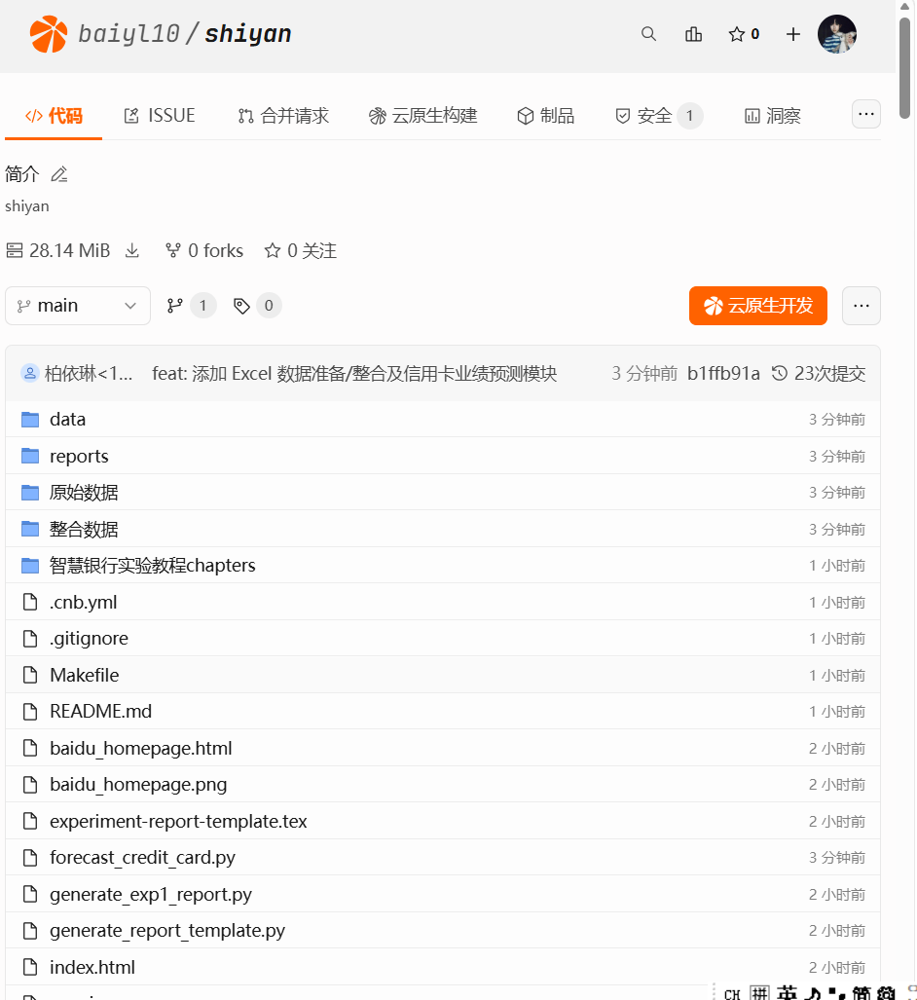 baiyl10 / shiyan
0
代码 ISSUE 合并请求 云原生构建 制品 安全 1 洞察
简介
shiyan
28.14 MiB 0 forks 0 关注
main 1 0 云原生开发
柏依琳<1... feat: 添加 Excel 数据准备/整合及信用卡业绩预测模块 3 分钟前 b1ffb91a 23次提交
data 3 分钟前
reports 3 分钟前
原始数据 3 分钟前
整合数据 3 分钟前
智慧银行实验教程chapters 1 小时前
.cnb.yml 1 小时前
.gitignore 1 小时前
Makefile 1 小时前
README.md 1 小时前
baidu_homepage.html 2 小时前
baidu_homepage.png 2 小时前
experiment-report-template.tex 2 小时前
forecast_credit_card.py 3 分钟前
generate_exp1_report.py 2 小时前
generate_report_template.py 2 小时前
index.html 2 小时前
CH 拼 英 简